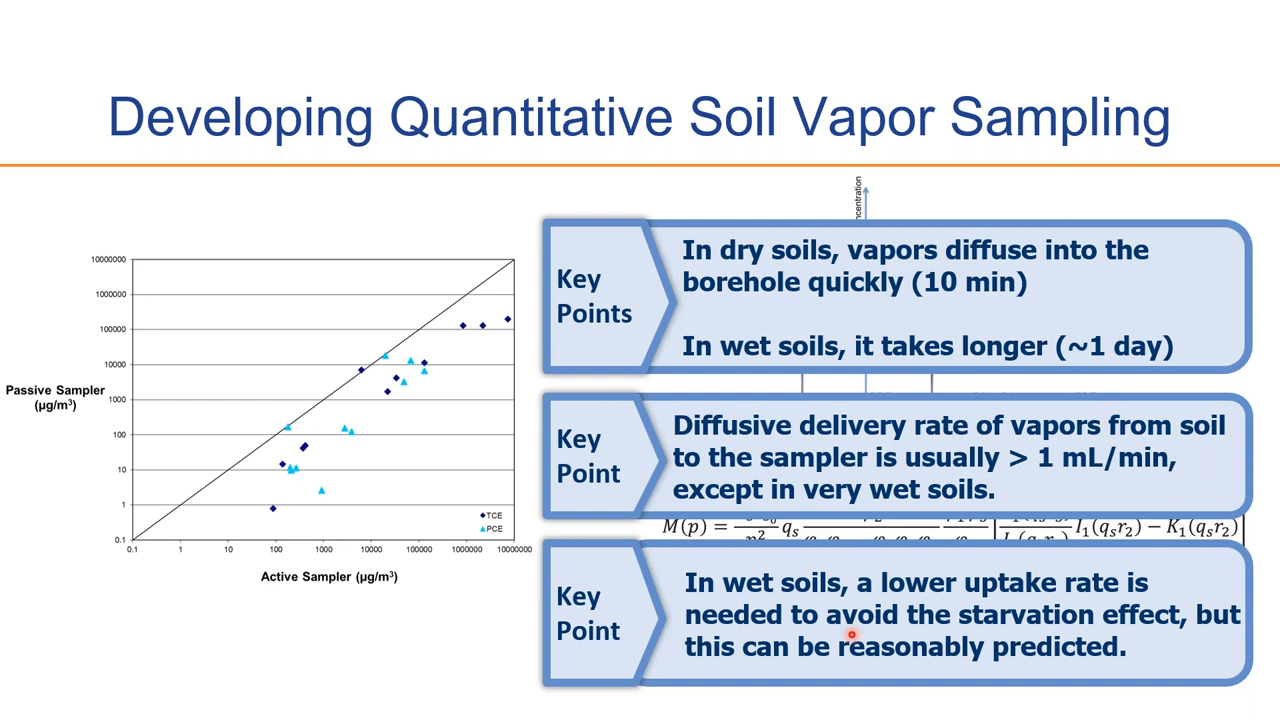 Developing Quantitative Soil Vapor Sampling
10000000
1000000
100000
10000
1000
100
10
1
0.1
Passive Sampler
(µg/m³)
0.1 1 10 100 1000 10000 100000 1000000 10000000
Active Sampler (µg/m³)
TCE
PCE
Key
Points
In dry soils, vapors diffuse into the
borehole quickly (10 min)
In wet soils, it takes longer (~1 day)
Key
Point
Diffusive delivery rate of vapors from soil
to the sampler is usually > 1 mL/min,
except in very wet soils.
Key
Point
In wet soils, a lower uptake rate is
needed to avoid the starvation effect, but
this can be reasonably predicted.